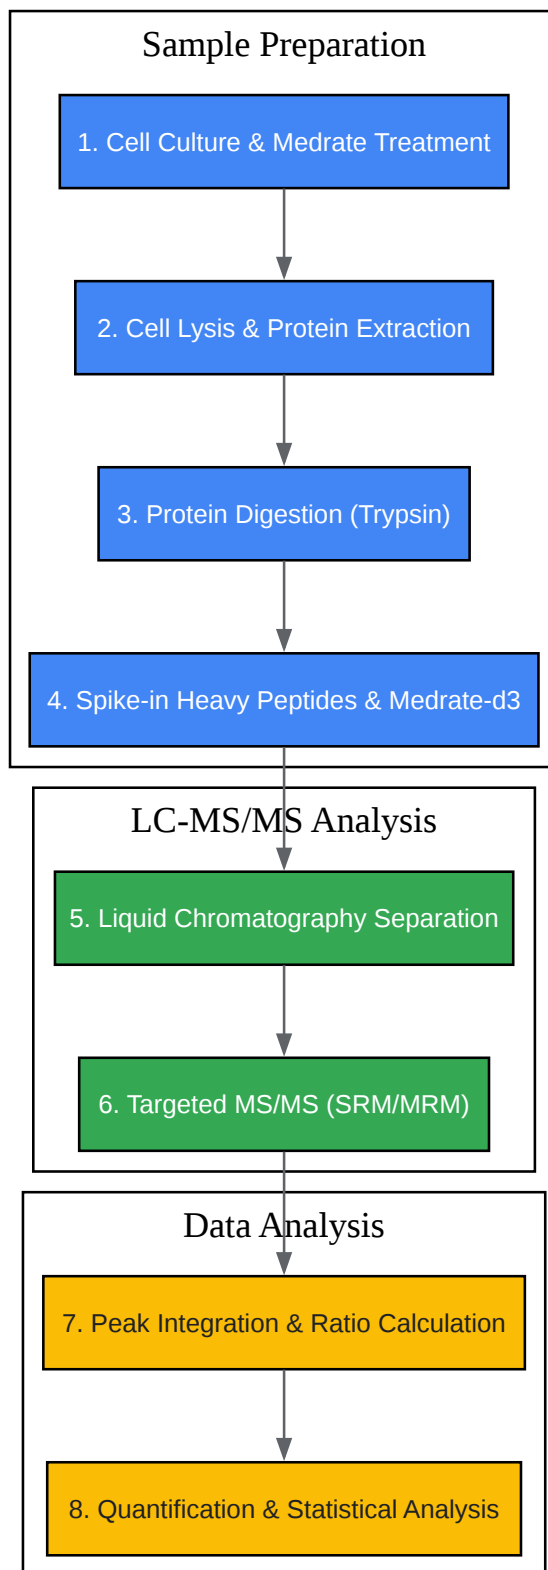 Sample Preparation
1. Cell Culture & Medrate Treatment
2. Cell Lysis & Protein Extraction
3. Protein Digestion (Trypsin)
4. Spike-in Heavy Peptides & Medrate-d3
LC-MS/MS Analysis
5. Liquid Chromatography Separation
6. Targeted MS/MS (SRM/MRM)
Data Analysis
7. Peak Integration & Ratio Calculation
8. Quantification & Statistical Analysis